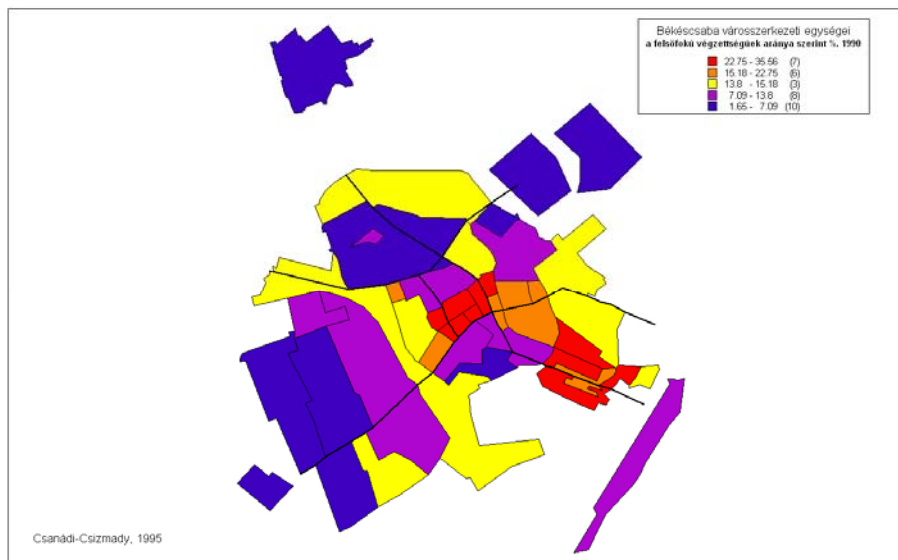 Békéscsaba városszerkezeti egységei
a felsőfokú végzettségűek aránya szerint %, 1990
22.75 - 35.56 (7)
15.18 - 22.75 (6)
13.8 - 15.18 (3)
7.09 - 13.8 (8)
1.65 - 7.09 (10)
Csanádi-Csizmady, 1995